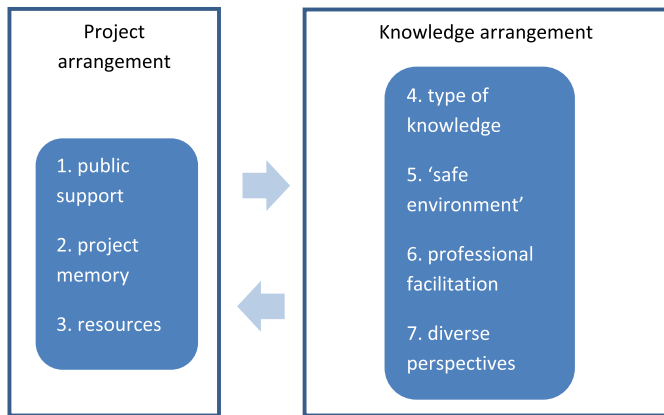 Project
arrangement
1. public
support
2. project
memory
3. resources
Knowledge arrangement
4. type of
knowledge
5. ‘safe
environment’
6. professional
facilitation
7. diverse
perspectives